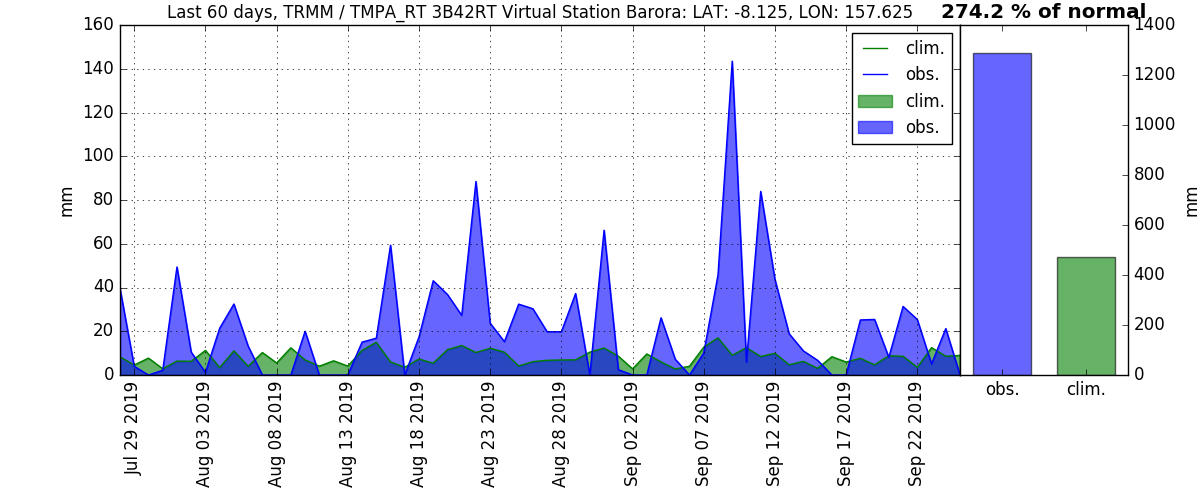 Last 60 days, TRMM / TMPA_RT 3B42RT Virtual Station Barora: LAT: -8.125, LON: 157.625
274.2 % of normal
160
140
120
100
80
60
40
20
0
mm
clim.
obs.
clim.
obs.
1400
1200
1000
800
600
400
200
0
mm
obs.
clim.
Jul 29 2019
Aug 03 2019
Aug 08 2019
Aug 13 2019
Aug 18 2019
Aug 23 2019
Aug 28 2019
Sep 02 2019
Sep 07 2019
Sep 12 2019
Sep 17 2019
Sep 22 2019